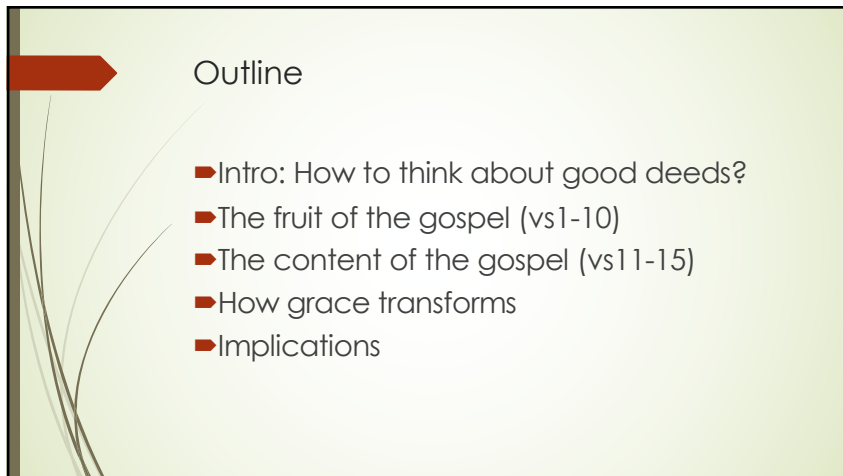 Outline
Intro: How to think about good deeds?
The fruit of the gospel (vs1-10)
The content of the gospel (vs11-15)
How grace transforms
Implications